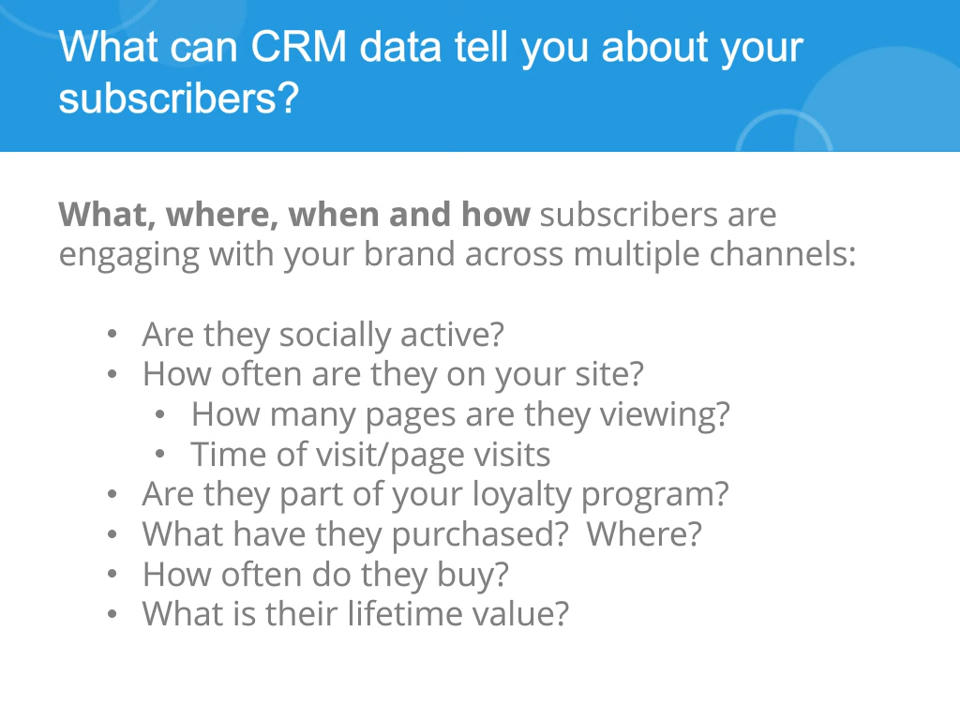 What can CRM data tell you about your
subscribers?
What, where, when and how subscribers are
engaging with your brand across multiple channels:
• Are they socially active?
• How often are they on your site?
• How many pages are they viewing?
• Time of visit/page visits
• Are they part of your loyalty program?
• What have they purchased?  Where?
• How often do they buy?
• What is their lifetime value?